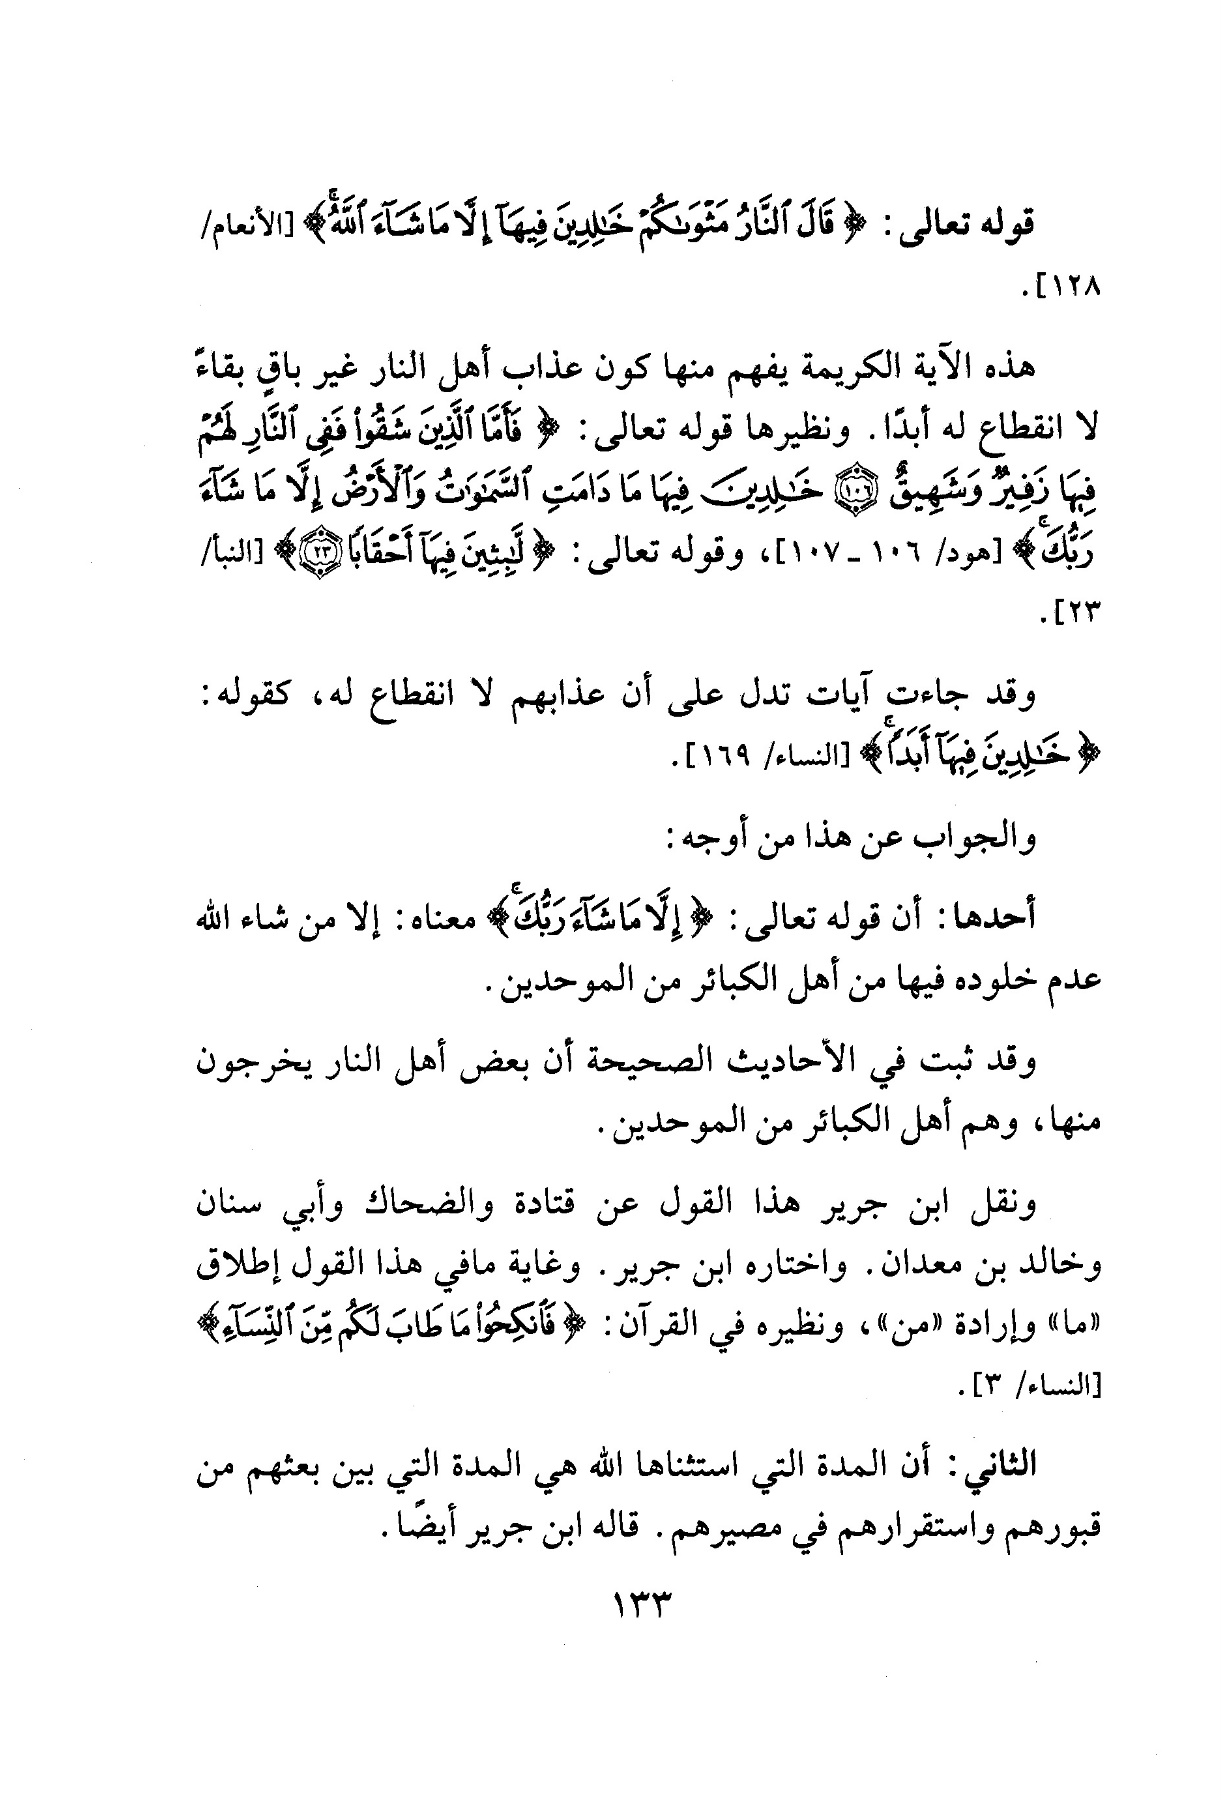 قوله تعالى: ﴿ قَالَ ٱلنَّارُ مَثْوَىٰكُمْ خَٰلِدِينَ فِيهَآ إِلَّا مَا شَآءَ ٱللَّهُۚ﴾ [الأنعام/
١٢٨].
هذه الآية الكريمة يفهم منها كون عذاب أهل النار غير باقٍ بقاءً
لا انقطاع له أبدًا. ونظيرها قوله تعالى: ﴿ فَأَمَّا ٱلَّذِينَ شَقُوا۟ فَفِى ٱلنَّارِ لَهُمْ
فِيهَا زَفِيرٌ وَشَهِيقٌ ۝١٠٦ خَٰلِدِينَ فِيهَا مَا دَامَتِ ٱلسَّمَٰوَٰتُ وَٱلْأَرْضُ إِلَّا مَا شَآءَ
رَبُّكَۚ﴾ [هود/ ١٠٦ ـ ١٠٧]، وقوله تعالى: ﴿ لَّٰبِثِينَ فِيهَآ أَحْقَابًا ۝٢٣﴾ [النبأ/
٢٣].
وقد جاءت آيات تدل على أن عذابهم لا انقطاع له، كقوله:
﴿ خَٰلِدِينَ فِيهَآ أَبَدًاۚ﴾ [النساء/ ١٦٩].
والجواب عن هذا من أوجه:
أحدها: أن قوله تعالى: ﴿ إِلَّا مَا شَآءَ رَبُّكَۚ﴾ معناه: إلا من شاء الله
عدم خلوده فيها من أهل الكبائر من الموحدين.
وقد ثبت في الأحاديث الصحيحة أن بعض أهل النار يخرجون
منها، وهم أهل الكبائر من الموحدين.
ونقل ابن جرير هذا القول عن قتادة والضحاك وأبي سنان
وخالد بن معدان. واختاره ابن جرير. وغاية مافي هذا القول إطلاق
«ما» وإرادة «من»، ونظيره في القرآن: ﴿ فَٱنكِحُوا۟ مَا طَابَ لَكُم مِّنَ ٱلنِّسَآءِ﴾
[النساء/ ٣].
الثاني: أن المدة التي استثناها الله هي المدة التي بين بعثهم من
قبورهم واستقرارهم في مصيرهم. قاله ابن جرير أيضًا.
١٣٣